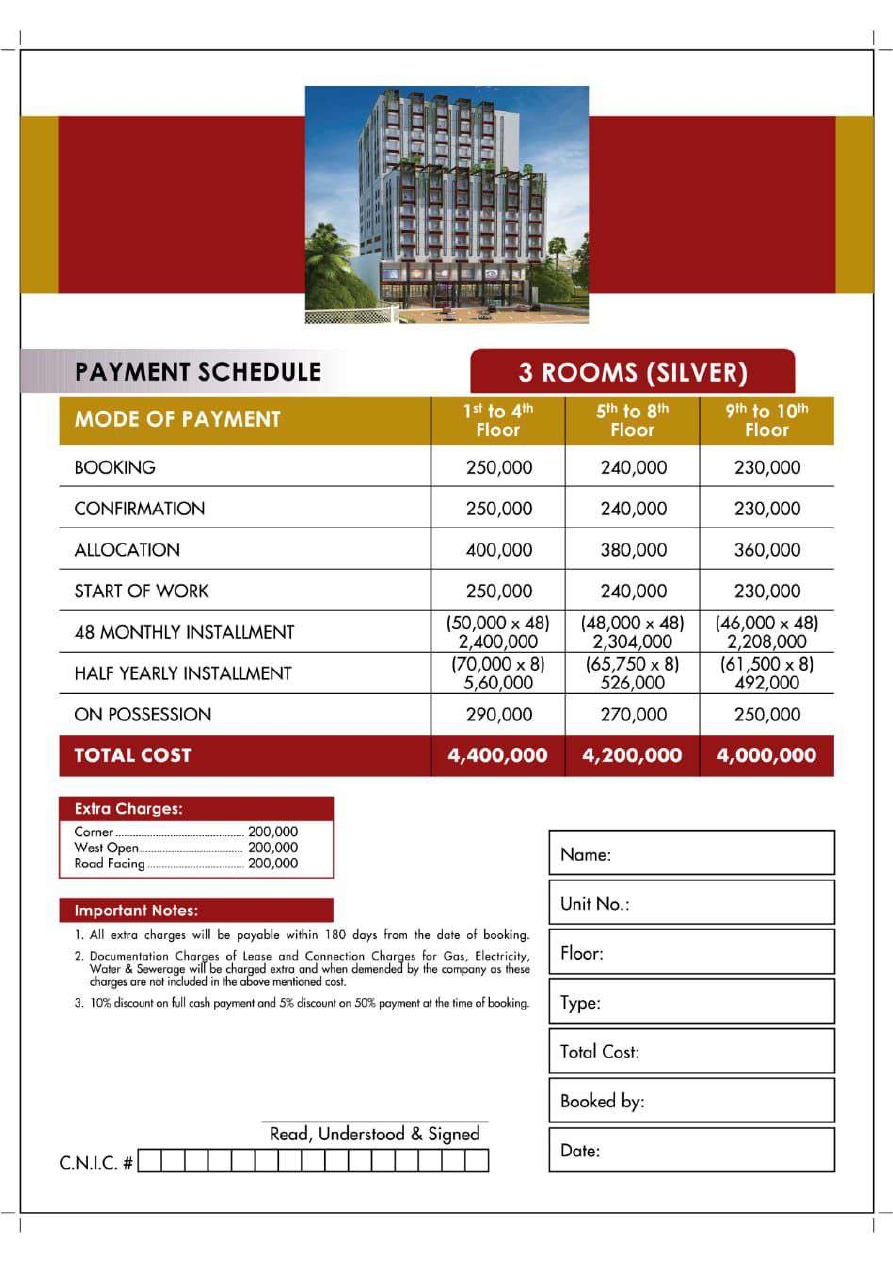 PAYMENT SCHEDULE
3 ROOMS (SILVER)
MODE OF PAYMENT 1st to 4th Floor 5th to 8th Floor 9th to 10th Floor
BOOKING 250,000 240,000 230,000
CONFIRMATION 250,000 240,000 230,000
ALLOCATION 400,000 380,000 360,000
START OF WORK 250,000 240,000 230,000
48 MONTHLY INSTALLMENT (50,000 x 48) 2,400,000 (48,000 x 48) 2,304,000 (46,000 x 48) 2,208,000
HALF YEARLY INSTALLMENT (70,000 x 8) 5,60,000 (65,750 x 8) 526,000 (61,500 x 8) 492,000
ON POSSESSION 290,000 270,000 250,000
TOTAL COST 4,400,000 4,200,000 4,000,000
Extra Charges:
Corner 200,000
West Open 200,000
Road Facing 200,000
Important Notes:
1. All extra charges will be payable within 180 days from the date of booking.
2. Documentation Charges of Lease and Connection Charges for Gas, Electricity,
Water & Sewerage will be charged extra and when demended by the company as these
charges are not included in the above mentioned cost.
3. 10% discount on full cash payment and 5% discount on 50% payment at the time of booking.
Read, Understood & Signed
C.N.I.C. #
Name:
Unit No.:
Floor:
Type:
Total Cost:
Booked by:
Date: